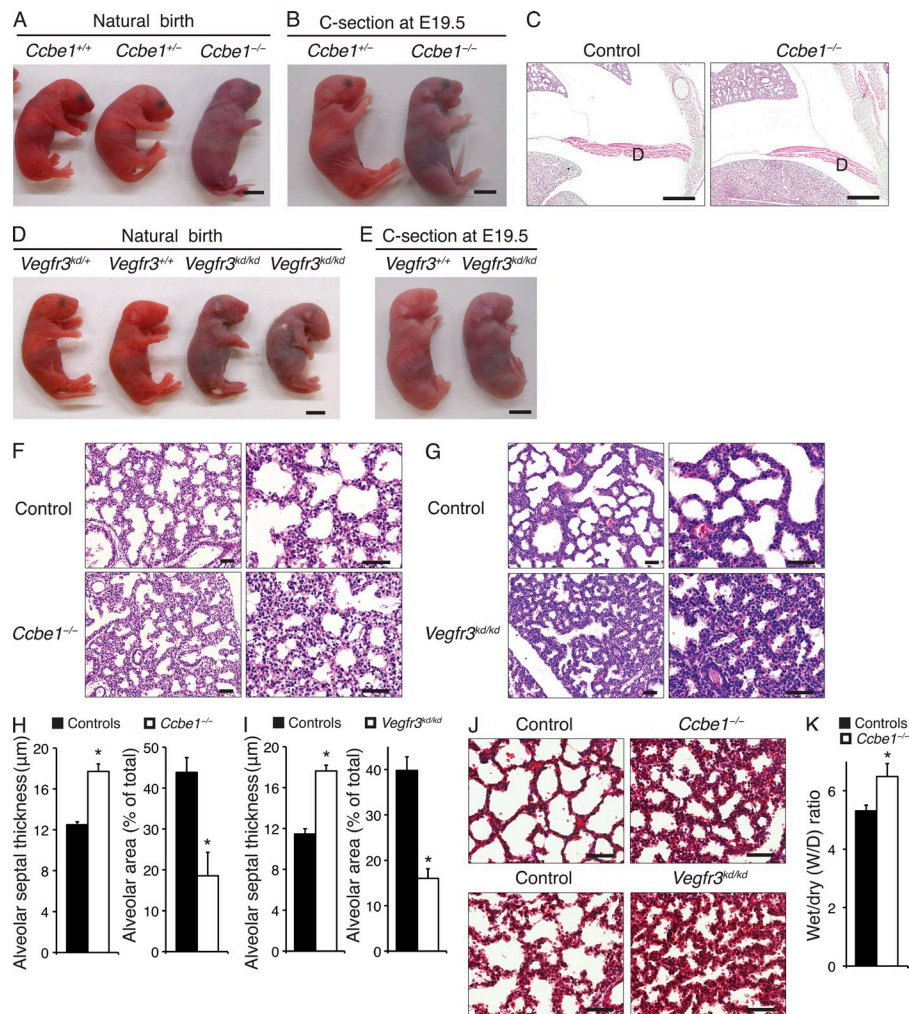 A
Natural birth
Ccbe1+/+ Ccbe1+/– Ccbe1–/–
B
C-section at E19.5
Ccbe1+/– Ccbe1–/–
C
Control Ccbe1–/–
D D
D
Natural birth
Vegfr3kd/+ Vegfr3+/+ Vegfr3kd/kd Vegfr3kd/kd
E
C-section at E19.5
Vegfr3+/+ Vegfr3kd/kd
F
Control
Ccbe1–/–
G
Control
Vegfr3kd/kd
H
Controls Ccbe1–/–
Alveolar septal thickness (µm)
20
16
12
8
4
0
*
Alveolar area (% of total)
50
40
30
20
10
0
*
I
Controls Vegfr3kd/kd
Alveolar septal thickness (µm)
20
16
12
8
4
0
*
Alveolar area (% of total)
50
40
30
20
10
0
*
J
Control Ccbe1–/–
Control Vegfr3kd/kd
K
Controls
Ccbe1–/–
Wet/dry (W/D) ratio
6
4
2
0
*